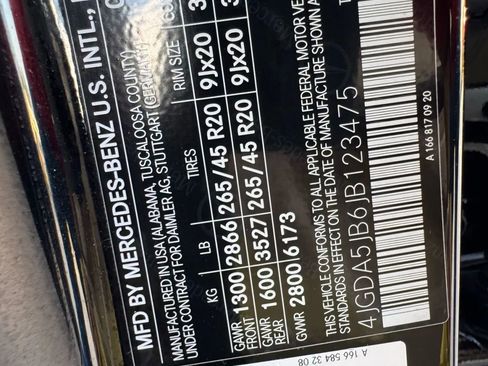 MFD BY MERCEDES-BENZ U.S. INTL.,
MANUFACTURED IN USA (ALABAMA, TUSCALOOSA COUNTY)
FOR DAIMLER AG, STUTTGART (GERMANY)
KG LB TIRES RIM SIZE
GAWR FRONT 1300 2866 265/45 R20 9Jx20
GAWR REAR 1600 3527 265/45 R20 9Jx20
GVWR 2800 6173
THIS VEHICLE CONFORMS TO ALL APPLICABLE FEDERAL MOTOR
STANDARDS IN EFFECT ON THE DATE OF MANUFACTURE SHOWN
4JGDA5JB6JB123475
A 166 817 09 20
A 166 584 32 08